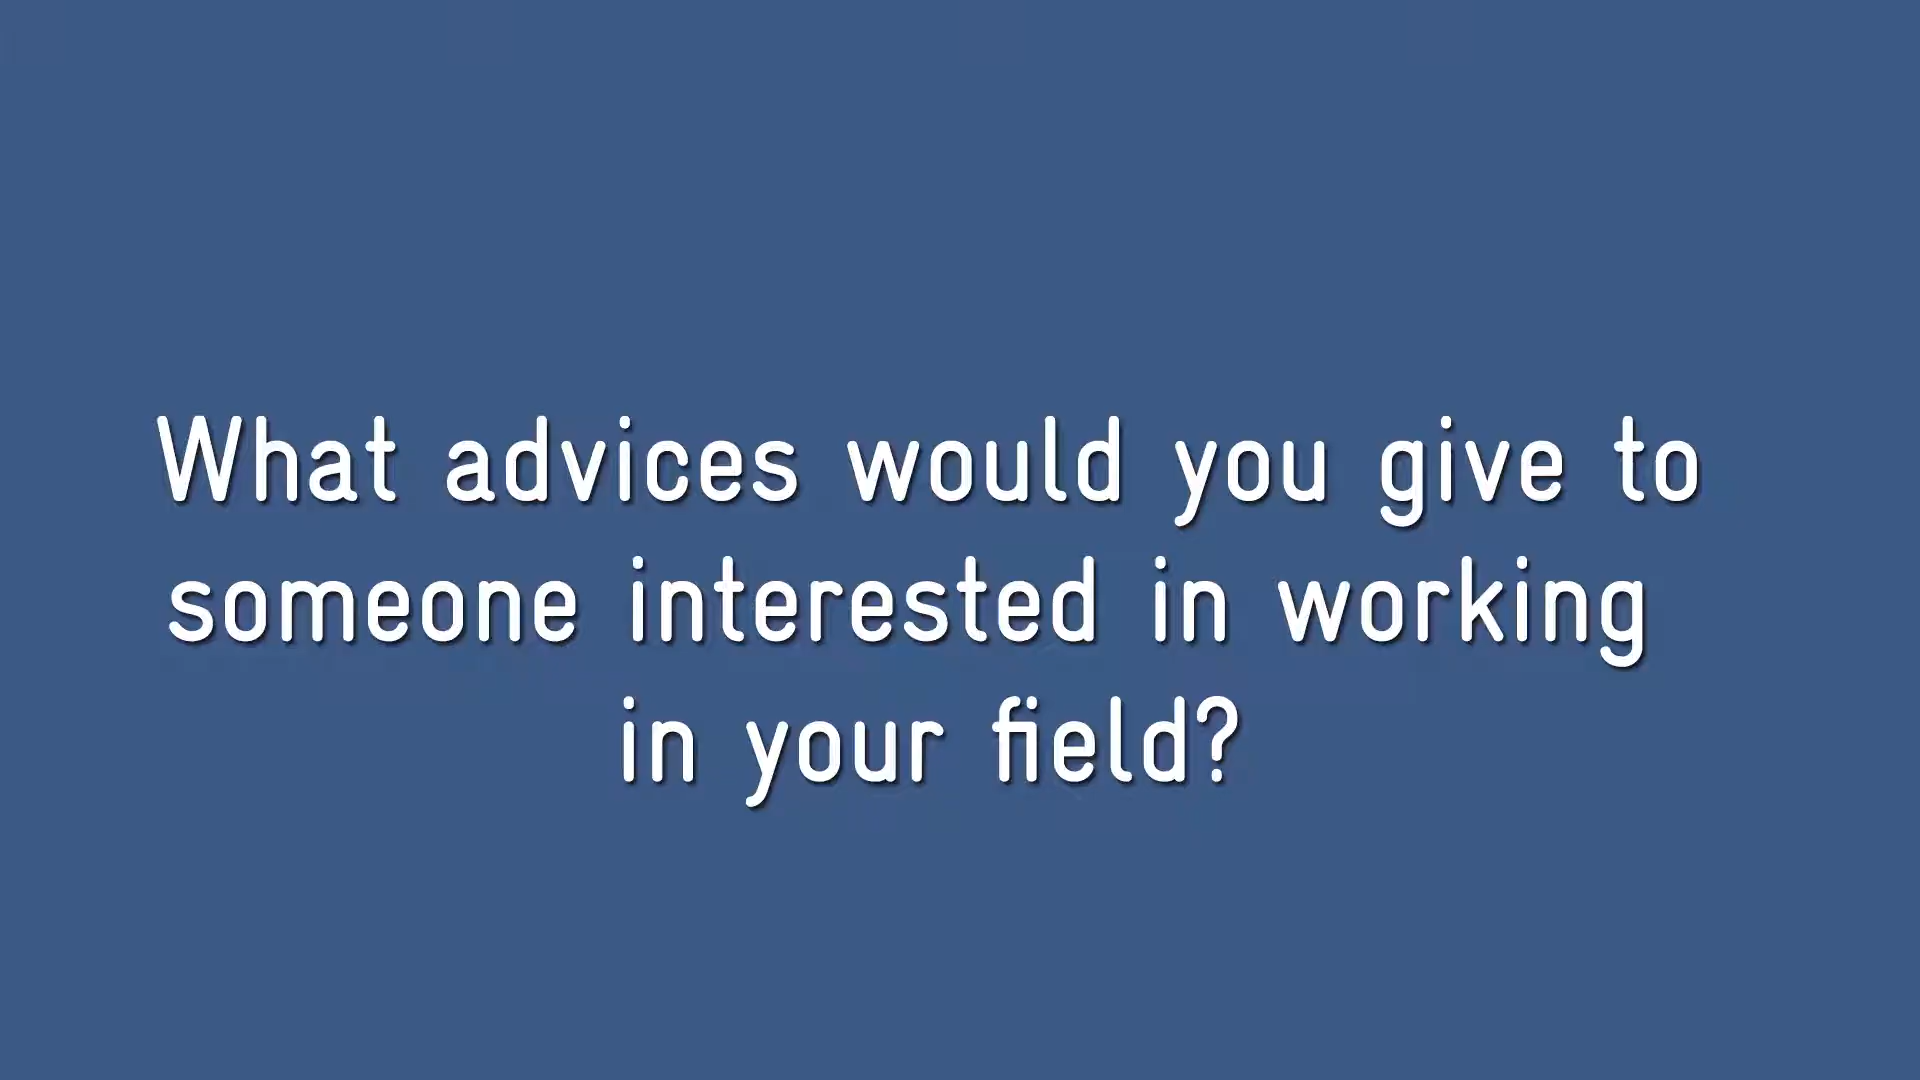 What advices would you give to
someone interested in working
in your field?